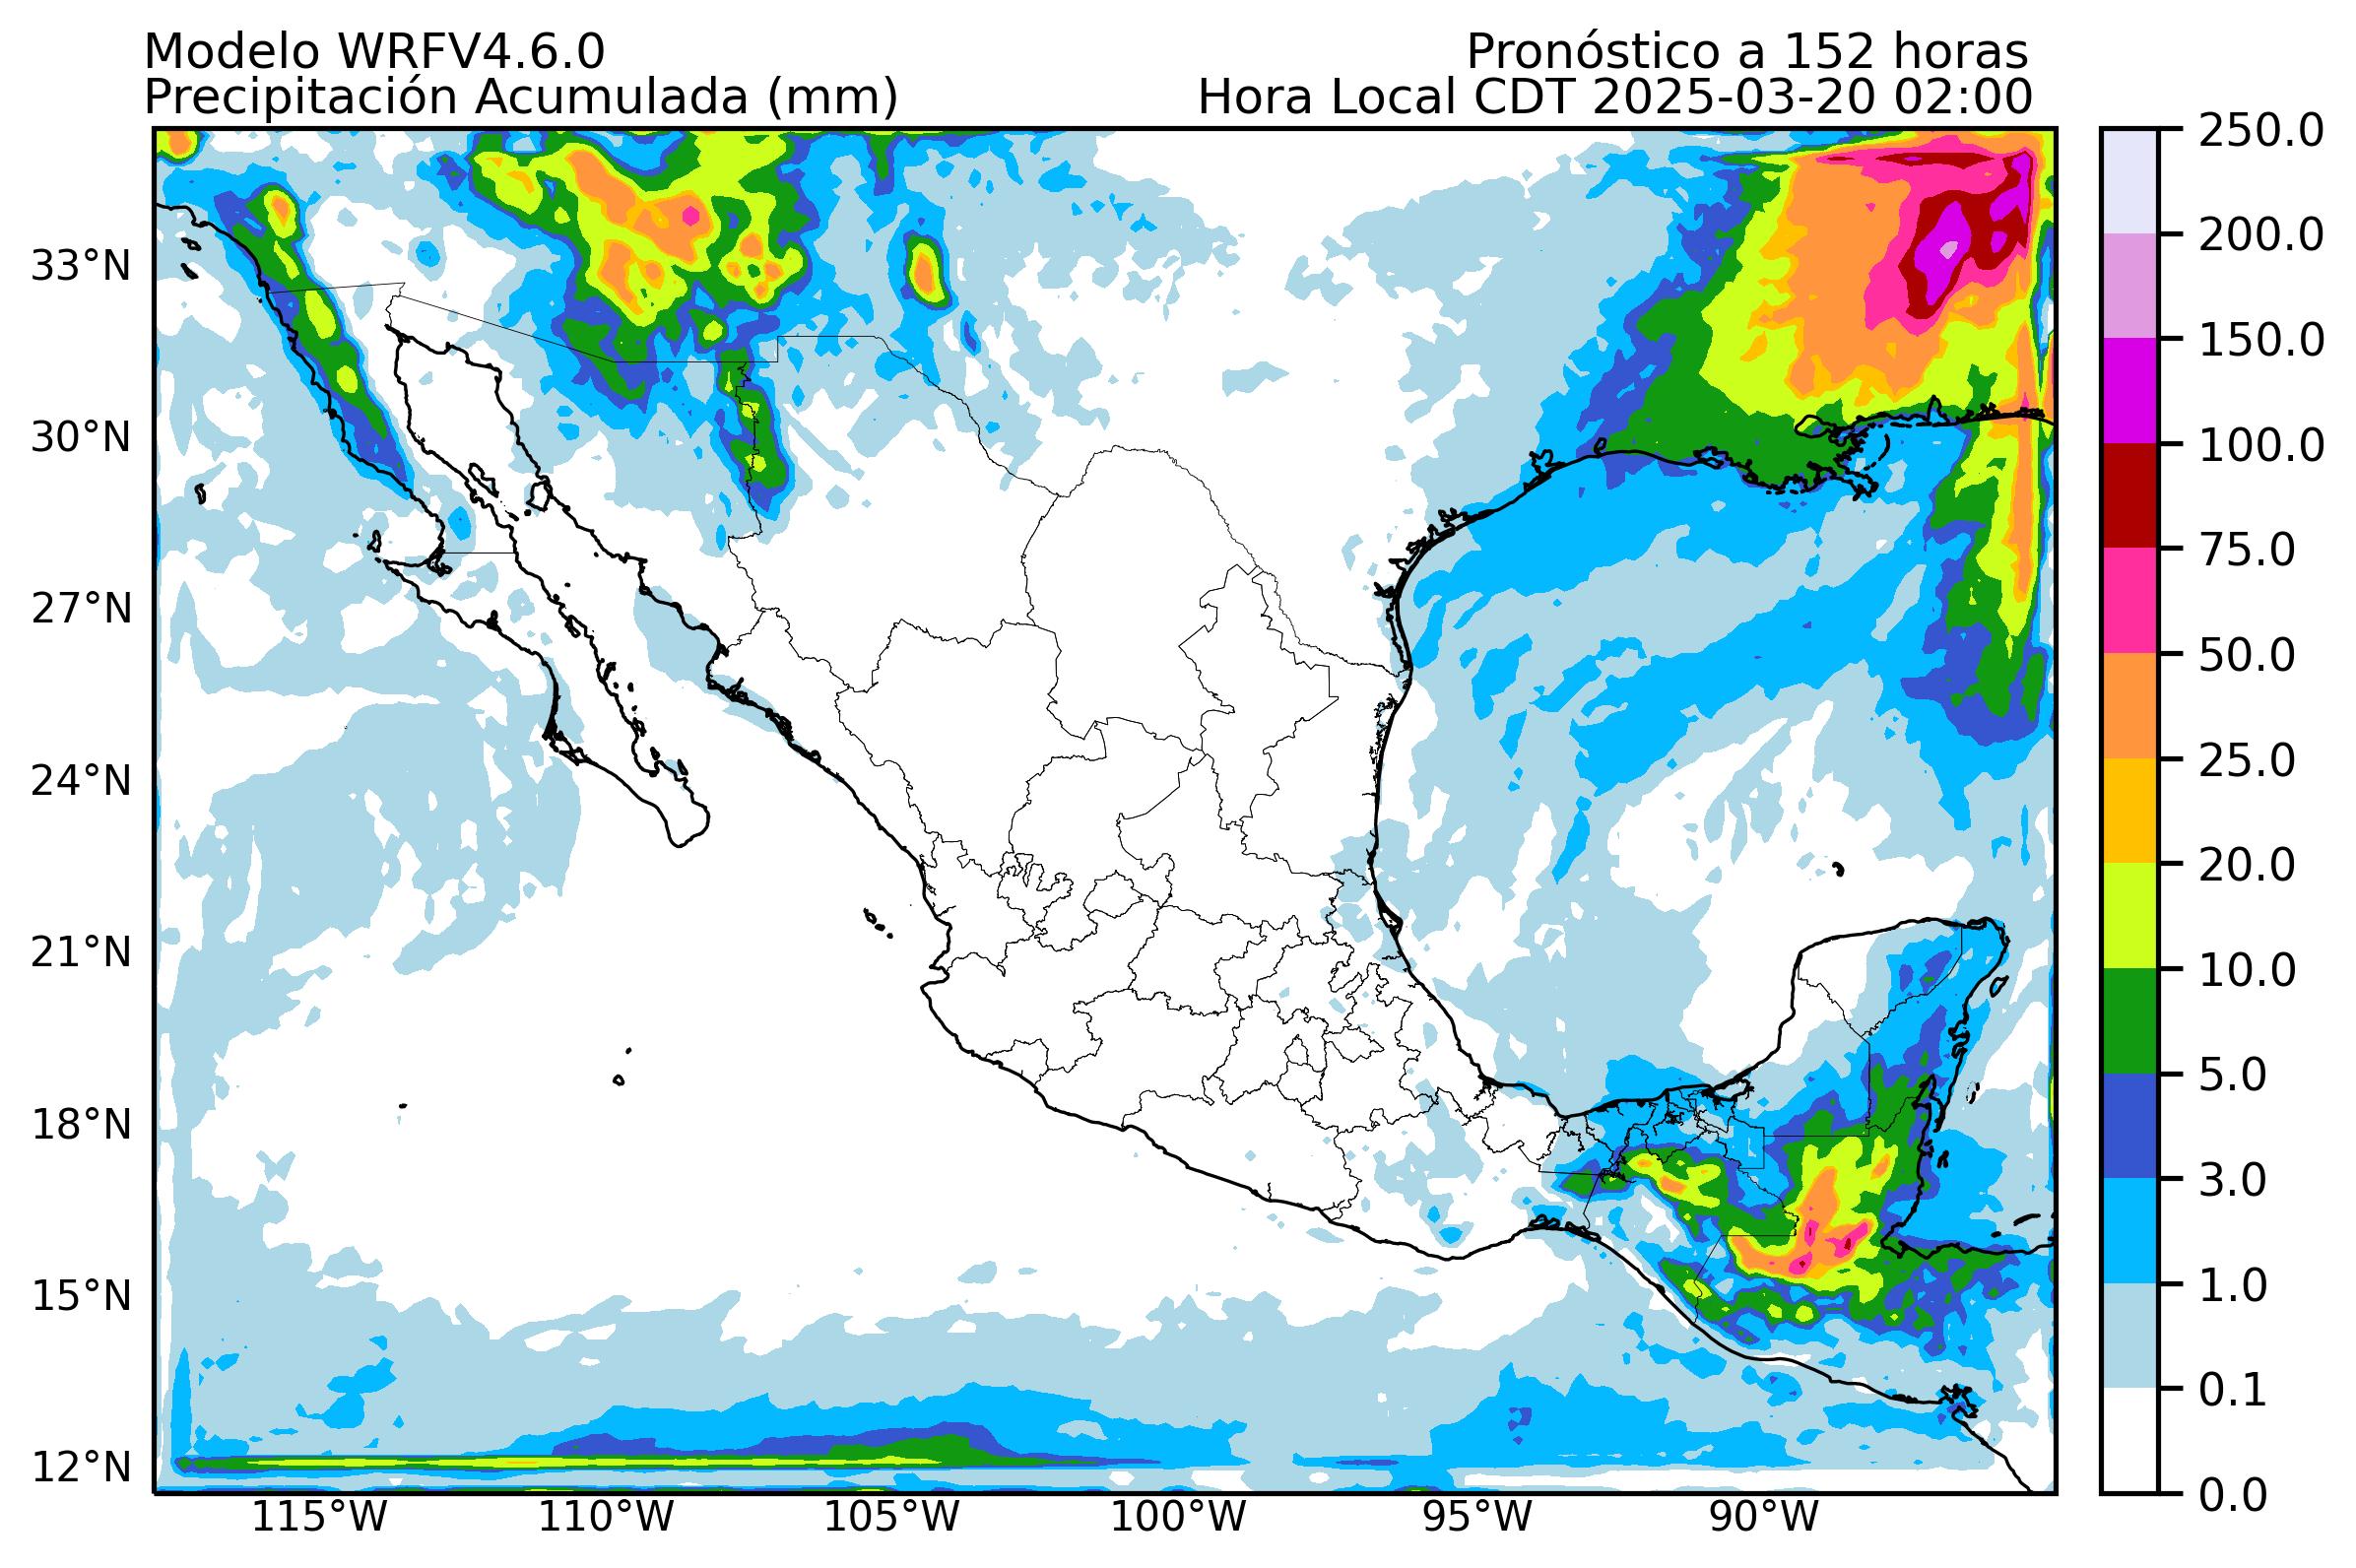 Modelo WRFV4.6.0
Pronóstico a 152 horas
Precipitación Acumulada (mm)
Hora Local CDT 2025-03-20 02:00
250.0
200.0
150.0
100.0
75.0
50.0
25.0
20.0
10.0
5.0
3.0
1.0
0.1
0.0
33°N
30°N
27°N
24°N
21°N
18°N
15°N
12°N
115°W
110°W
105°W
100°W
95°W
90°W